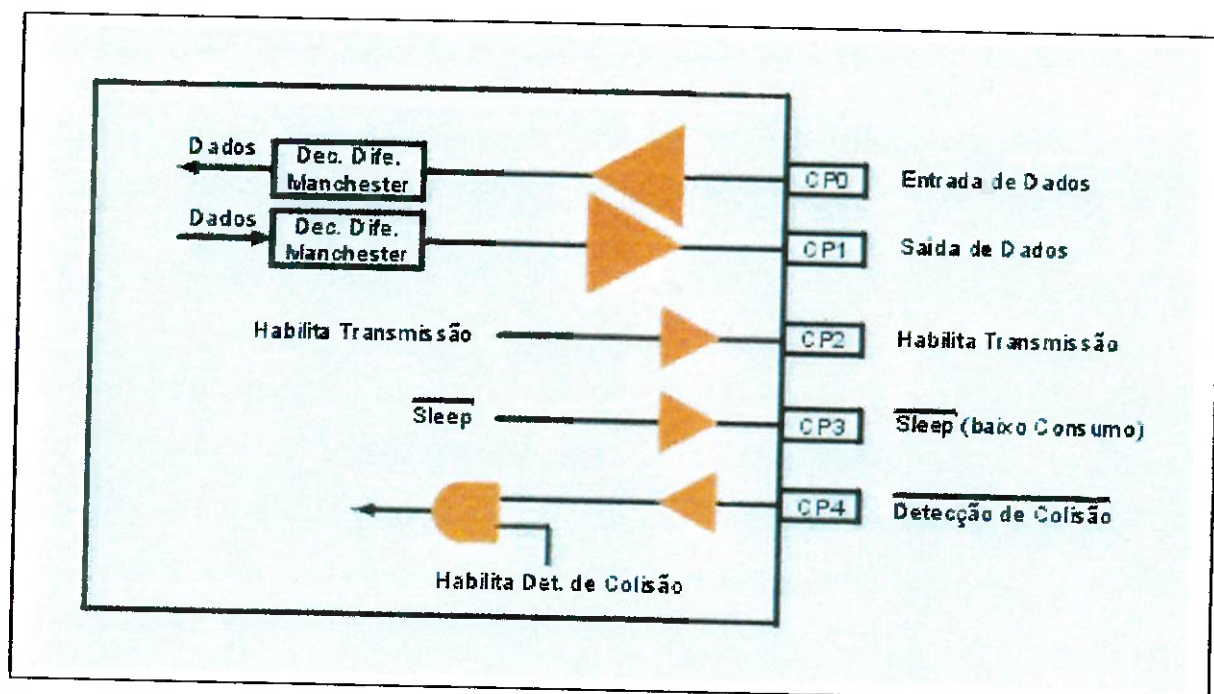 Dados
Dec. Dife.
Manchester
CP0
Entrada de Dados
Dados
Dec. Dife.
Manchester
CP1
Saída de Dados
Habilita Transmissão
CP2
Habilita Transmissão
Sleep
CP3
Sleep (baixo Consumo)
CP4
Detecção de Colisão
Habilita Det. de Colisão